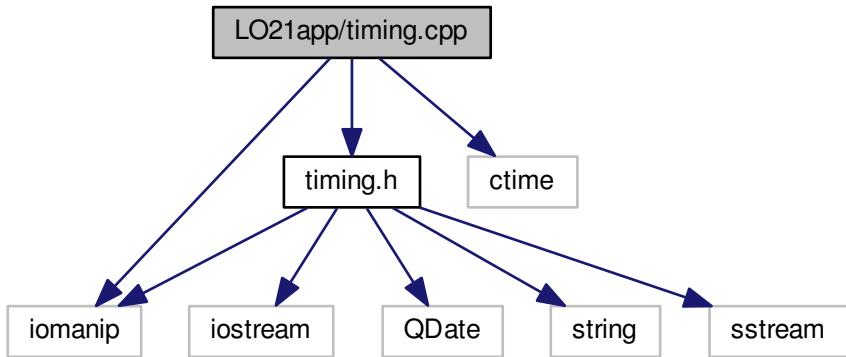 LO21app/timing.cpp
timing.h
ctime
iomanip
iostream
QDate
string
sstream